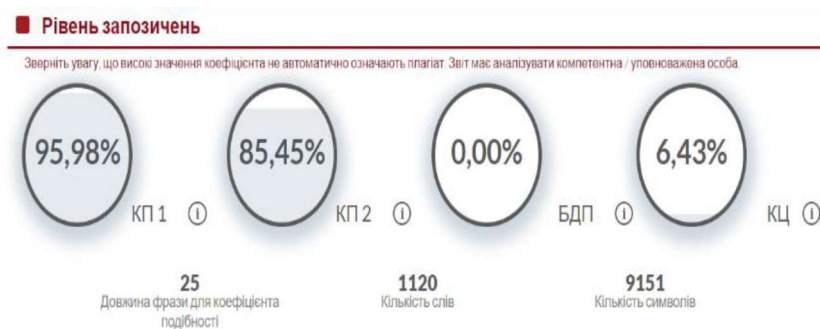 Рівень запозичень
Зверніть увагу, що високі значення коефіцієнта не автоматично означають плагіат. Звіт має аналізувати компетентна / уповноважена особа.
95,98% 85,45% 0,00% 6,43%
КП 1 i КП 2 i БДП i КЦ i
25 1120 9151
Довжина фрази для коефіцієнта Кількість слів Кількість символів
подібності